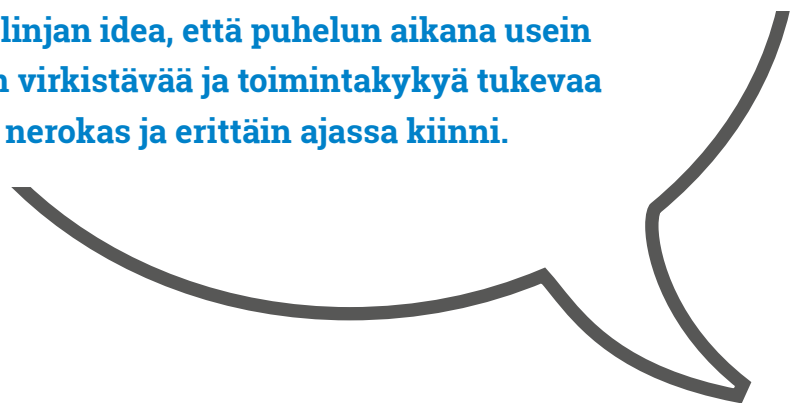 linjan idea, että puhelun aikana usein
virkistävää ja toimintakykyä tukevaa
nerokas ja erittäin ajassa kiinni.